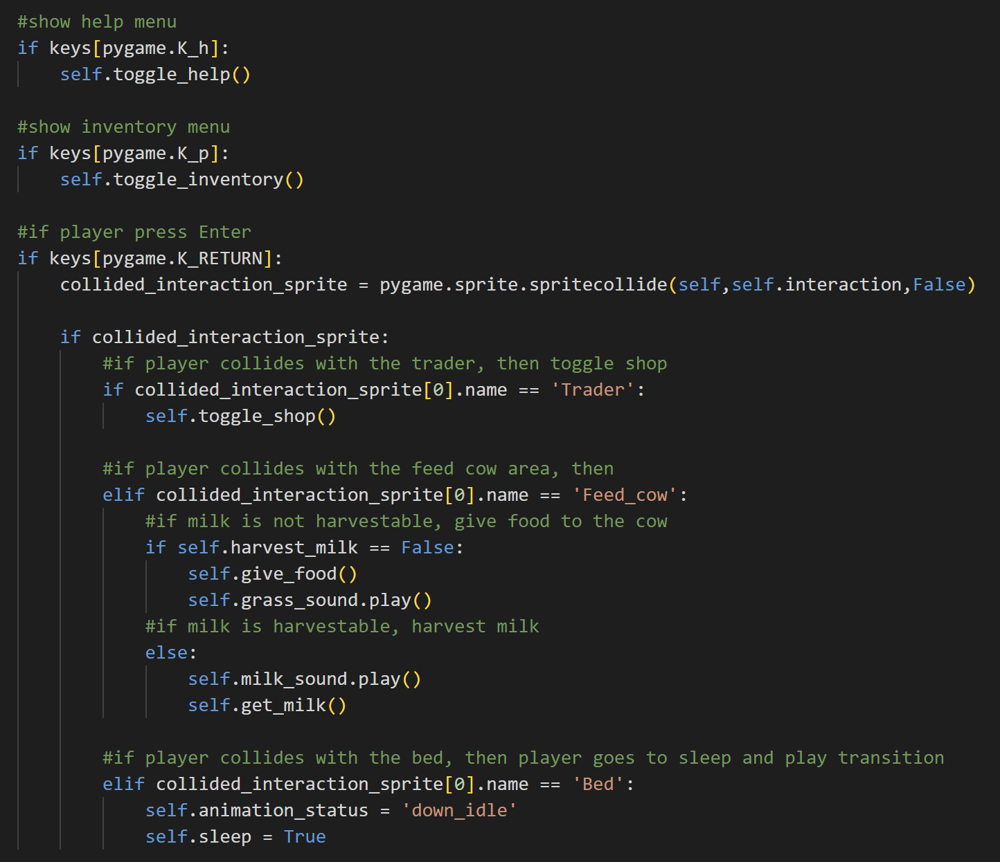 #show help menu
if keys[pygame.K_h]:
    self.toggle_help()

#show inventory menu
if keys[pygame.K_p]:
    self.toggle_inventory()

#if player press Enter
if keys[pygame.K_RETURN]:
    collided_interaction_sprite = pygame.sprite.spritecollide(self,self.interaction,False)

    if collided_interaction_sprite:
        #if player collides with the trader, then toggle shop
        if collided_interaction_sprite[0].name == 'Trader':
            self.toggle_shop()

        #if player collides with the feed cow area, then
        elif collided_interaction_sprite[0].name == 'Feed_cow':
            #if milk is not harvestable, give food to the cow
            if self.harvest_milk == False:
                self.give_food()
                self.grass_sound.play()
            #if milk is harvestable, harvest milk
            else:
                self.milk_sound.play()
                self.get_milk()

        #if player collides with the bed, then player goes to sleep and play transition
        elif collided_interaction_sprite[0].name == 'Bed':
            self.animation_status = 'down_idle'
            self.sleep = True